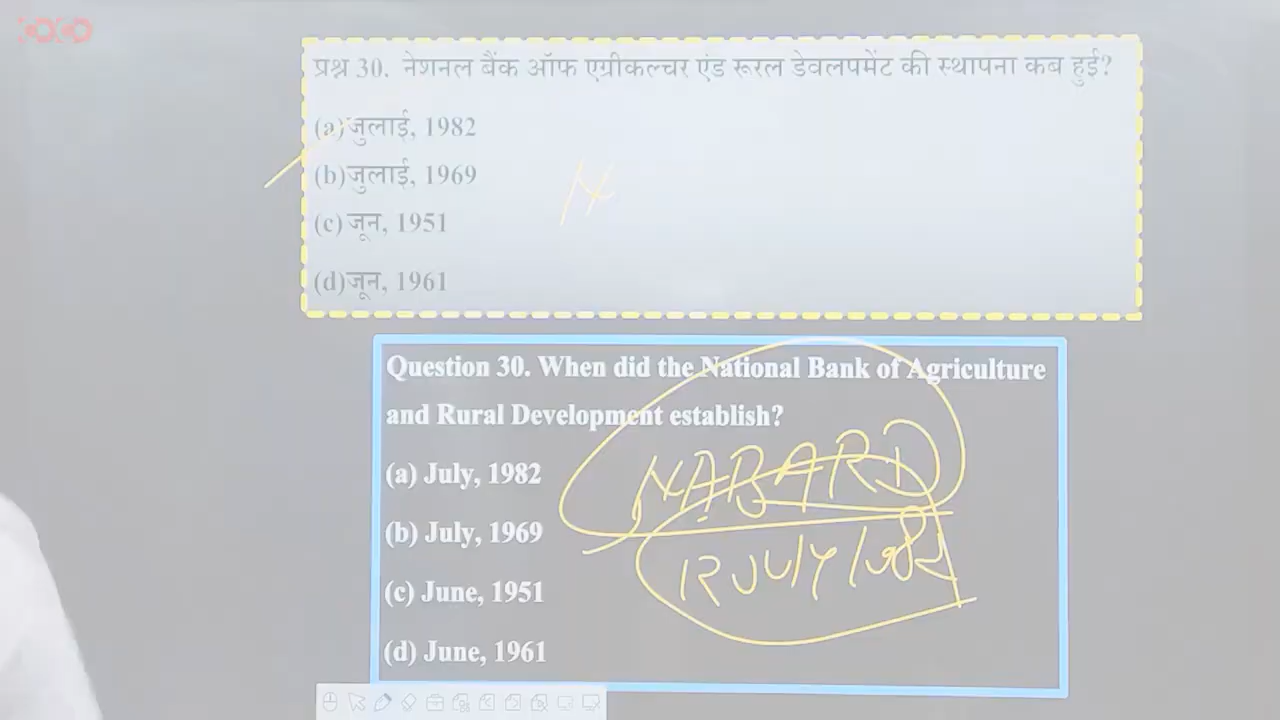 प्रश्न 30. नेशनल बैंक ऑफ एग्रीकल्चर एंड रूरल डेवलपमेंट की स्थापना कब हुई?
(a) जुलाई, 1982
(b) जुलाई, 1969
(c) जून, 1951
(d) जून, 1961
Question 30. When did the National Bank of Agriculture
and Rural Development establish?
(a) July, 1982
NABARD
(b) July, 1969
12 July 1982
(c) June, 1951
(d) June, 1961